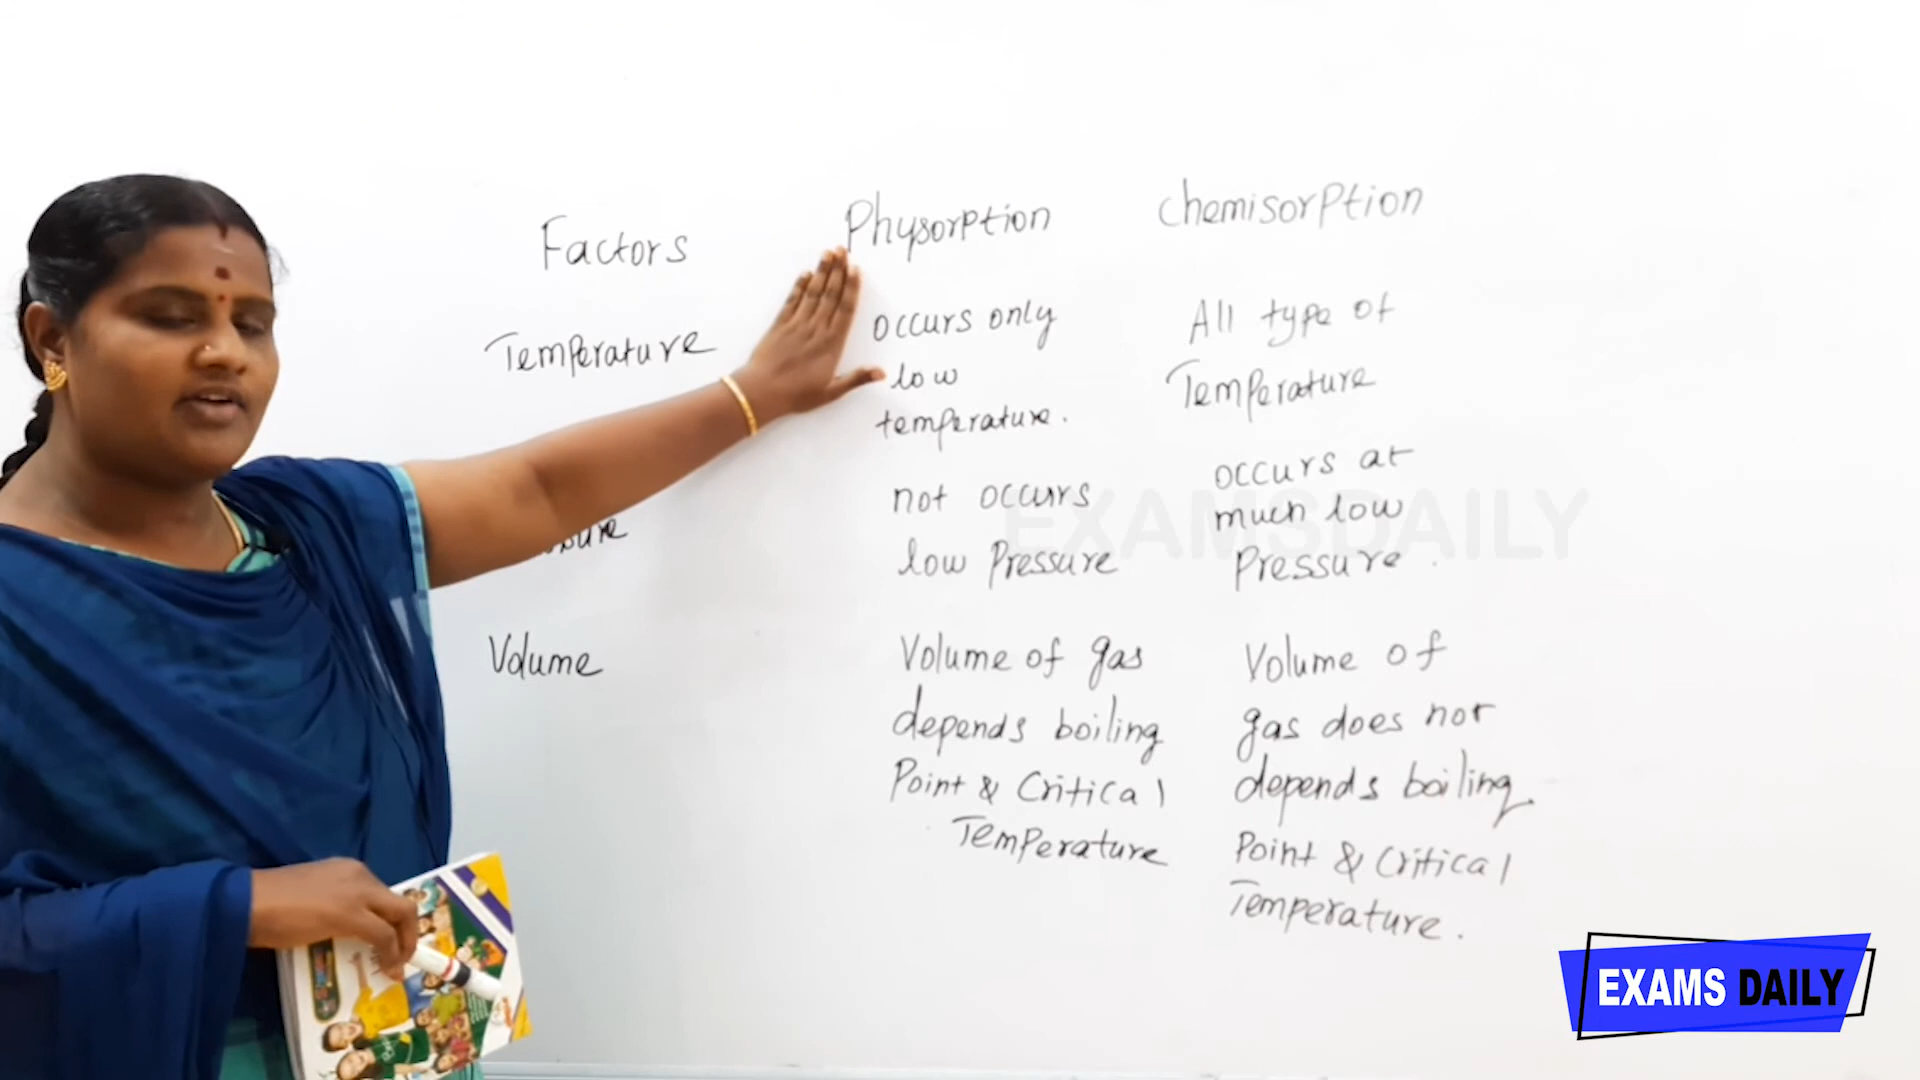 Factors Physorption Chemisorption
Temperature
occurs only
low
temperature.
All type of
Temperature
not occurs
low Pressure
occurs at
much low
Pressure.
Volume
Volume of gas
depends boiling
Point & Critical
Temperature
Volume of
gas does not
depends boiling
Point & Critical
Temperature.
EXAMSDAILY
EXAMS DAILY